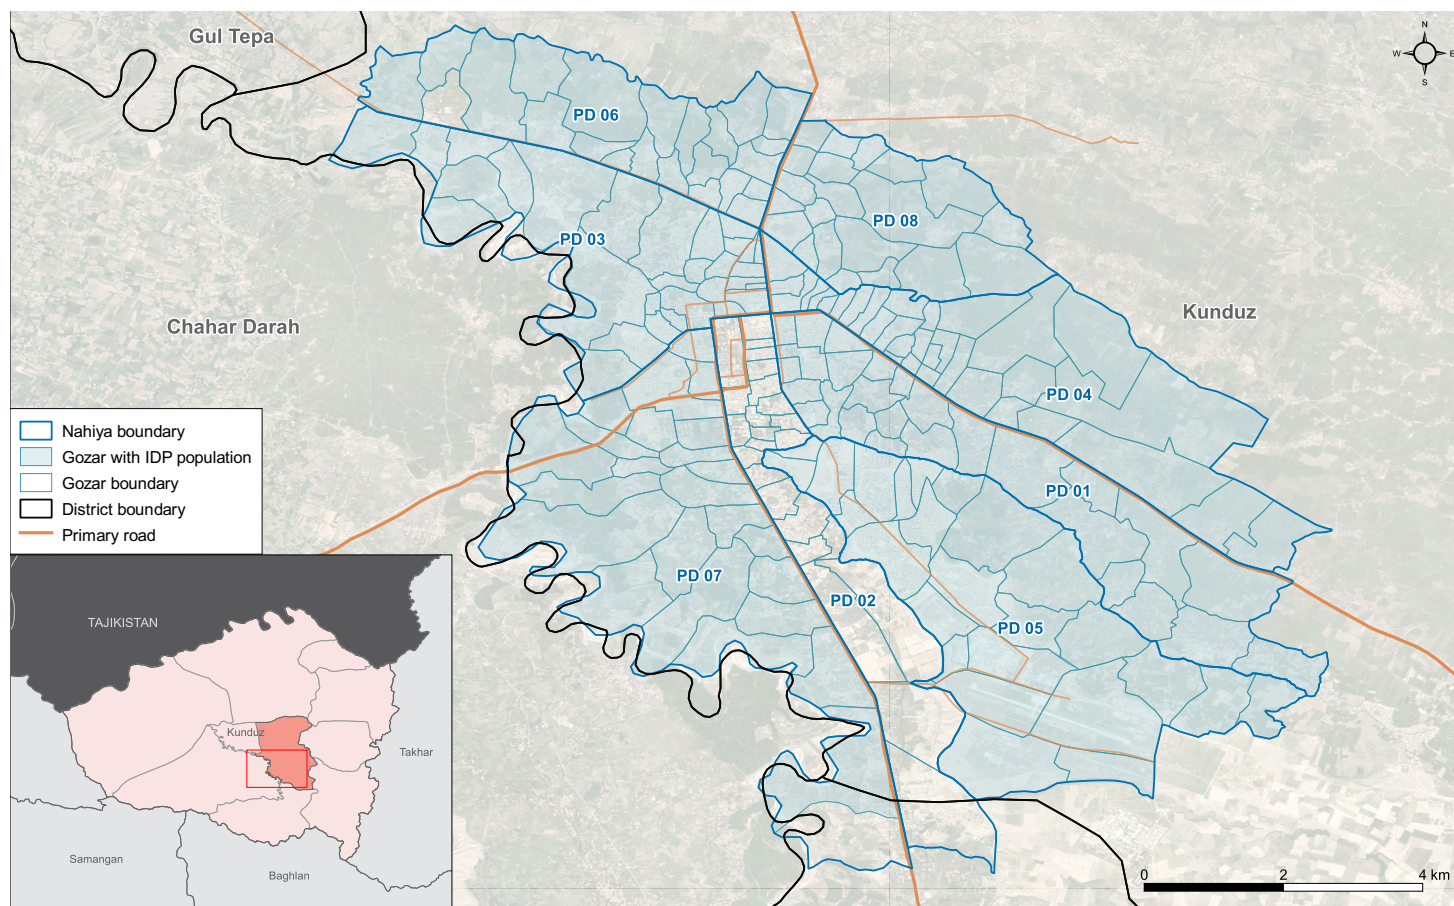 Gul Tepa
N
W
E
S
PD 06
PD 08
PD 03
Chahar Darah
Kunduz
PD 04
Nahiya boundary
Gozar with IDP population
Gozar boundary
District boundary
Primary road
PD 01
PD 07
PD 02
PD 05
TAJIKISTAN
Kunduz
Takhar
Samangan
Baghlan
0
2
4 km